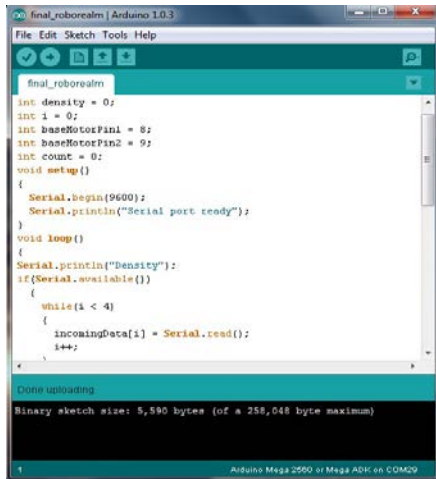 final_roborealm | Arduino 1.0.3
File Edit Sketch Tools Help
final_roborealm
int density = 0;
int i = 0;
int baseMotorPin1 = 8;
int baseMotorPin2 = 9;
int count = 0;
void setup()
{
Serial.begin(9600);
Serial.println("Serial port ready");
}
void loop()
{
Serial.println("Density");
if(Serial.available())
{
while(i < 4)
{
incomingData[i] = Serial.read();
i++;
Done uploading
Binary sketch size: 5,590 bytes (of a 258,048 byte maximum)
1 Arduino Mega 2560 or Mega ADK on COM29